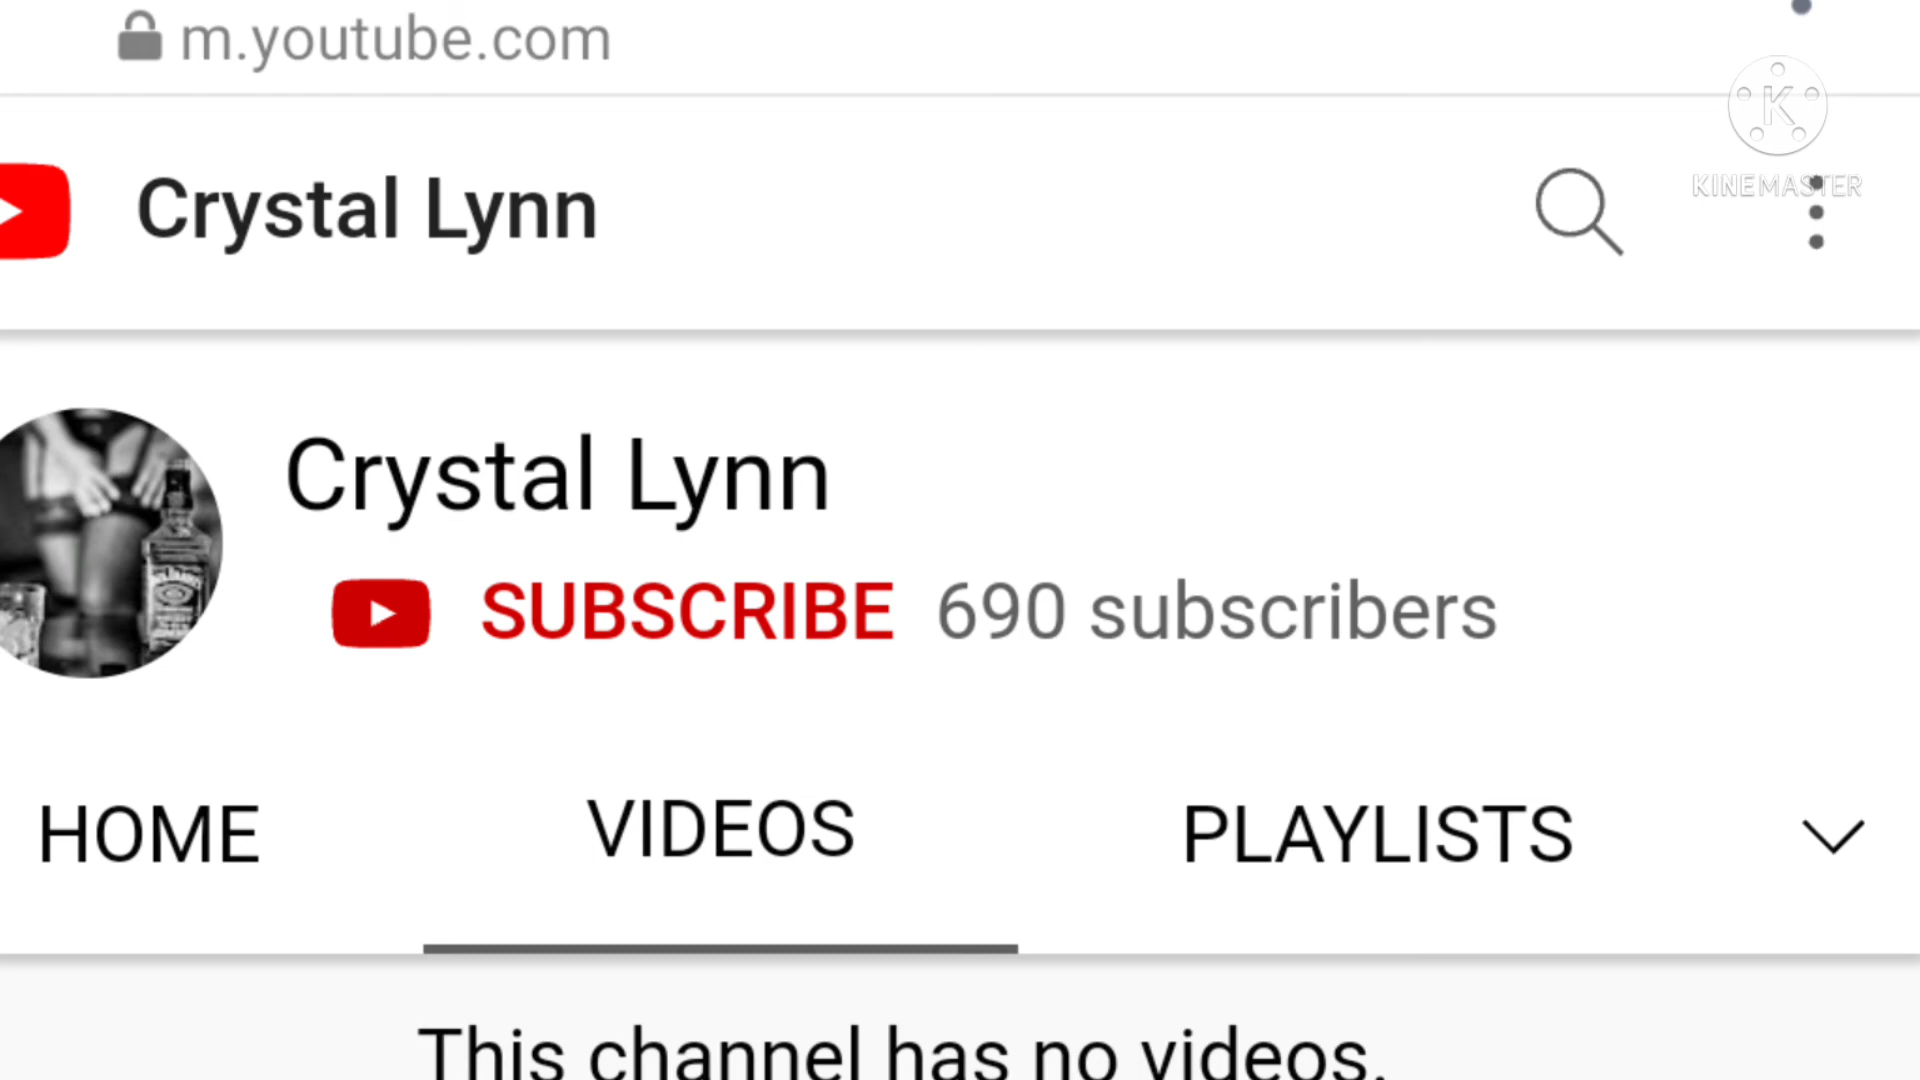 m.youtube.com
K
KINEMASTER
Crystal Lynn
Crystal Lynn
SUBSCRIBE 690 subscribers
HOME VIDEOS PLAYLISTS
This channel has no videos.